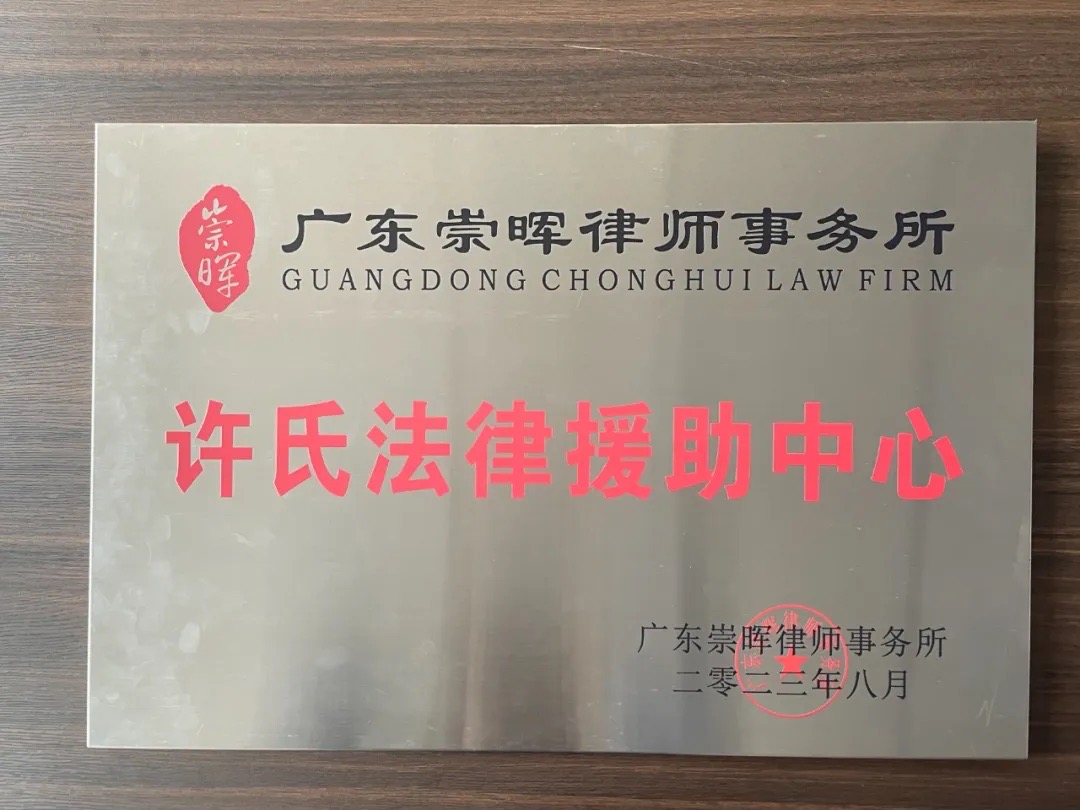 崇晖
广东崇晖律师事务所
GUANGDONG CHONGHUI LAW FIRM
许氏法律援助中心
广东崇晖律师事务所
二零二三年八月